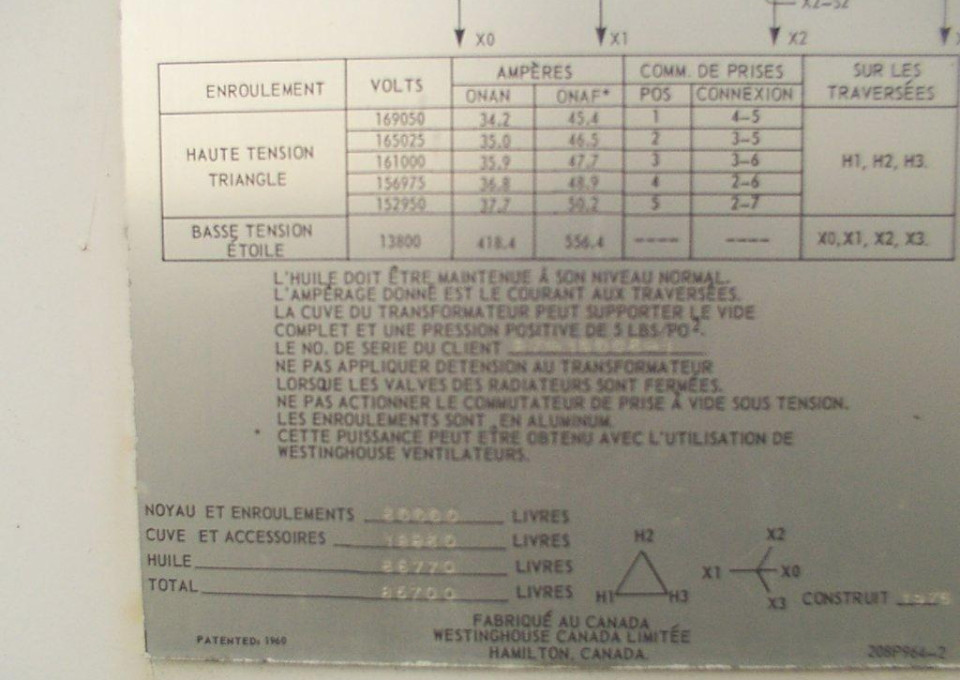 X2-S2
X0 X1 X2
ENROULEMENT VOLTS AMPÈRES COMM. DE PRISES SUR LES TRAVERSÉES
ONAN ONAF* POS CONNEXION
HAUTE TENSION TRIANGLE
169050 34.2 45.4 1 4-5
165025 35.0 46.5 2 3-5
161000 35.9 47.7 3 3-6
156975 36.8 48.9 4 2-6
152950 37.7 50.2 5 2-7
H1, H2, H3.
BASSE TENSION ÉTOILE 13800 418.4 556.4 ---- ---- X0,X1, X2, X3.
L'HUILE DOIT ÊTRE MAINTENUE À SON NIVEAU NORMAL.
L'AMPÈRAGE DONNÉ EST LE COURANT AUX TRAVERSÉES.
LA CUVE DU TRANSFORMATEUR PEUT SUPPORTER LE VIDE
COMPLET ET UNE PRESSION POSITIVE DE 5 LBS/PO².
LE NO. DE SERIE DU CLIENT
NE PAS APPLIQUER DETENSION AU TRANSFORMATEUR
LORSQUE LES VALVES DES RADIATEURS SONT FERMÉES.
NE PAS ACTIONNER LE COMMUTATEUR DE PRISE À VIDE SOUS TENSION.
LES ENROULEMENTS SONT EN ALUMINUM.
* CETTE PUISSANCE PEUT ÊTRE OBTENU AVEC L'UTILISATION DE
WESTINGHOUSE VENTILATEURS.
NOYAU ET ENROULEMENTS LIVRES
CUVE ET ACCESSOIRES LIVRES
HUILE LIVRES
TOTAL LIVRES
H2
H1 H3
X2
X1 X0
X3
CONSTRUIT
FABRIQUÉ AU CANADA
WESTINGHOUSE CANADA LIMITÉE
HAMILTON, CANADA.
PATENTED: 1960
208P964-2